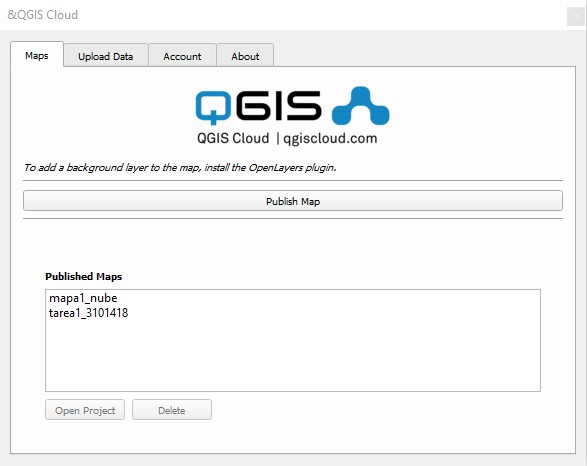 &QGIS Cloud
Maps
Upload Data
Account
About
QGIS
QGIS Cloud | qgiscloud.com
To add a background layer to the map, install the OpenLayers plugin.
Publish Map
Published Maps
mapa1_nube
tarea1_3101418
Open Project
Delete